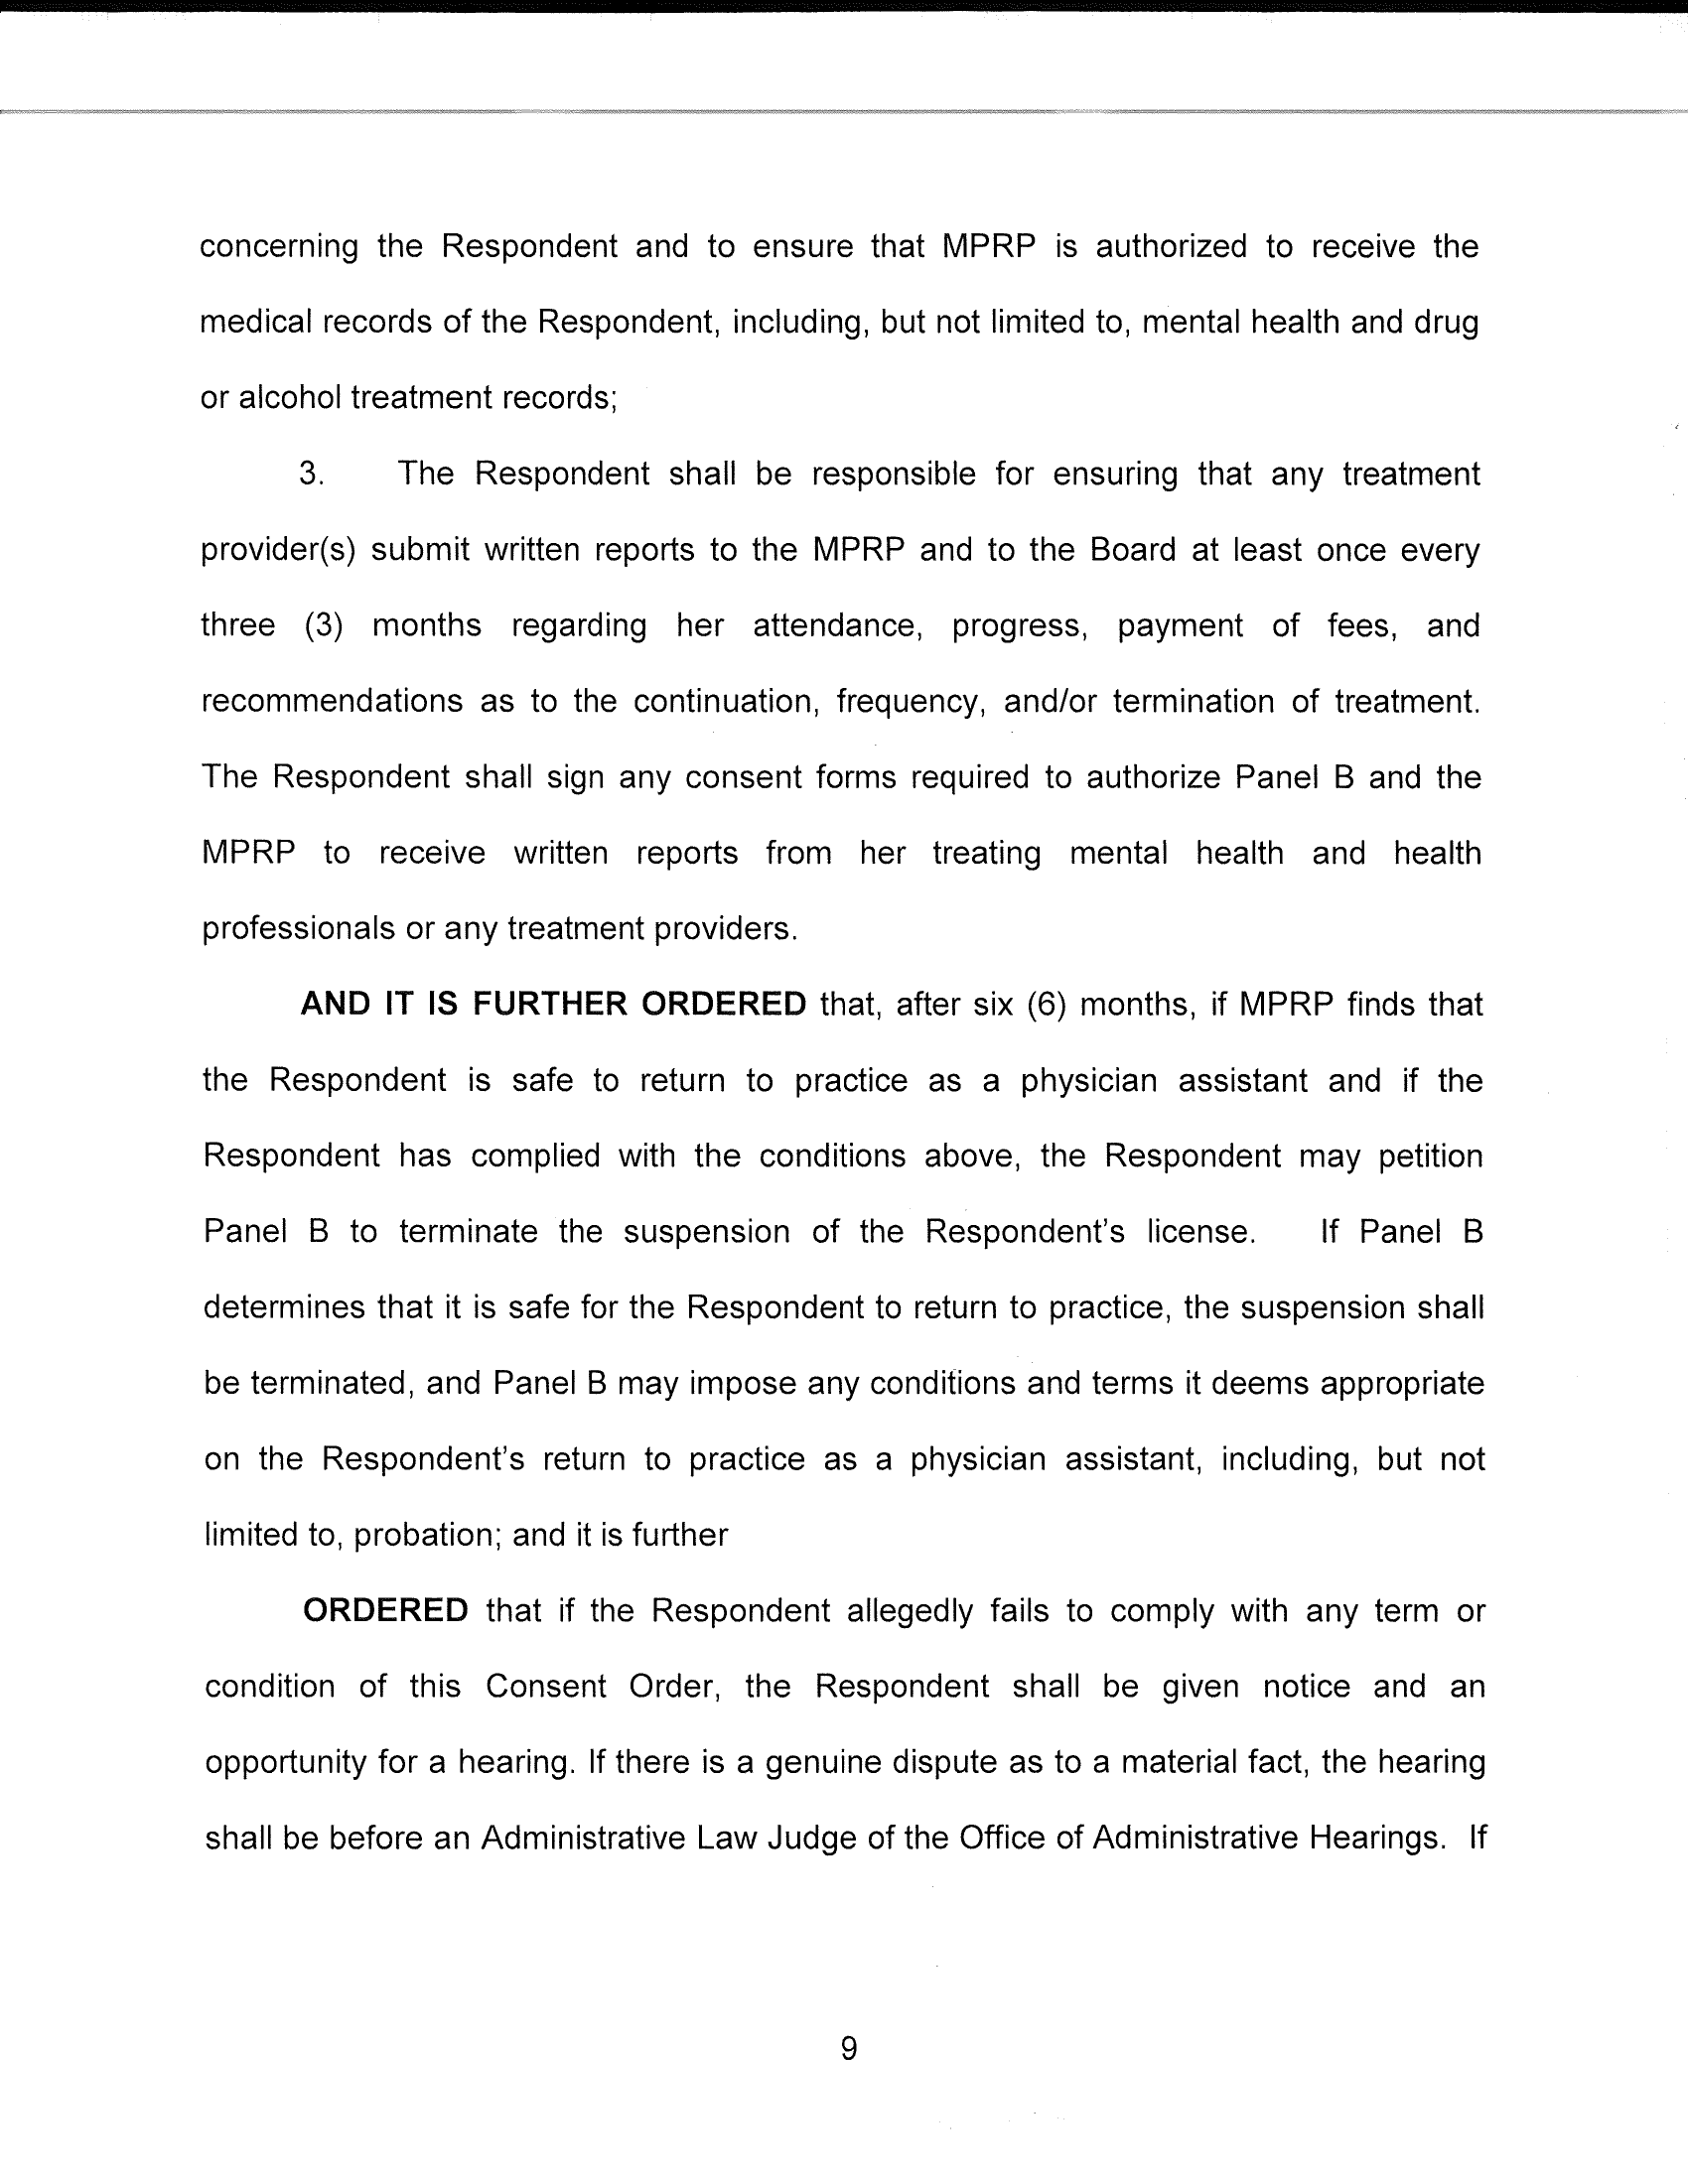 concerning the Respondent and to ensure that MPRP is authorized to receive the
medical records of the Respondent, including, but not limited to, mental health and drug
or alcohol treatment records;
3. The Respondent shall be responsible for ensuring that any treatment
provider(s) submit written reports to the MPRP and to the Board at least once every
three (3) months regarding her attendance, progress, payment of fees, and
recommendations as to the continuation, frequency, and/or termination of treatment.
The Respondent shall sign any consent forms required to authorize Panel B and the
MPRP to receive written reports from her treating mental health and health
professionals or any treatment providers.
AND IT IS FURTHER ORDERED that, after six (6) months, if MPRP finds that
the Respondent is safe to return to practice as a physician assistant and if the
Respondent has complied with the conditions above, the Respondent may petition
Panel B to terminate the suspension of the Respondent's license. If Panel B
determines that it is safe for the Respondent to return to practice, the suspension shall
be terminated, and Panel B may impose any conditions and terms it deems appropriate
on the Respondent's return to practice as a physician assistant, including, but not
limited to, probation; and it is further
ORDERED that if the Respondent allegedly fails to comply with any term or
condition of this Consent Order, the Respondent shall be given notice and an
opportunity for a hearing. If there is a genuine dispute as to a material fact, the hearing
shall be before an Administrative Law Judge of the Office of Administrative Hearings. If
9